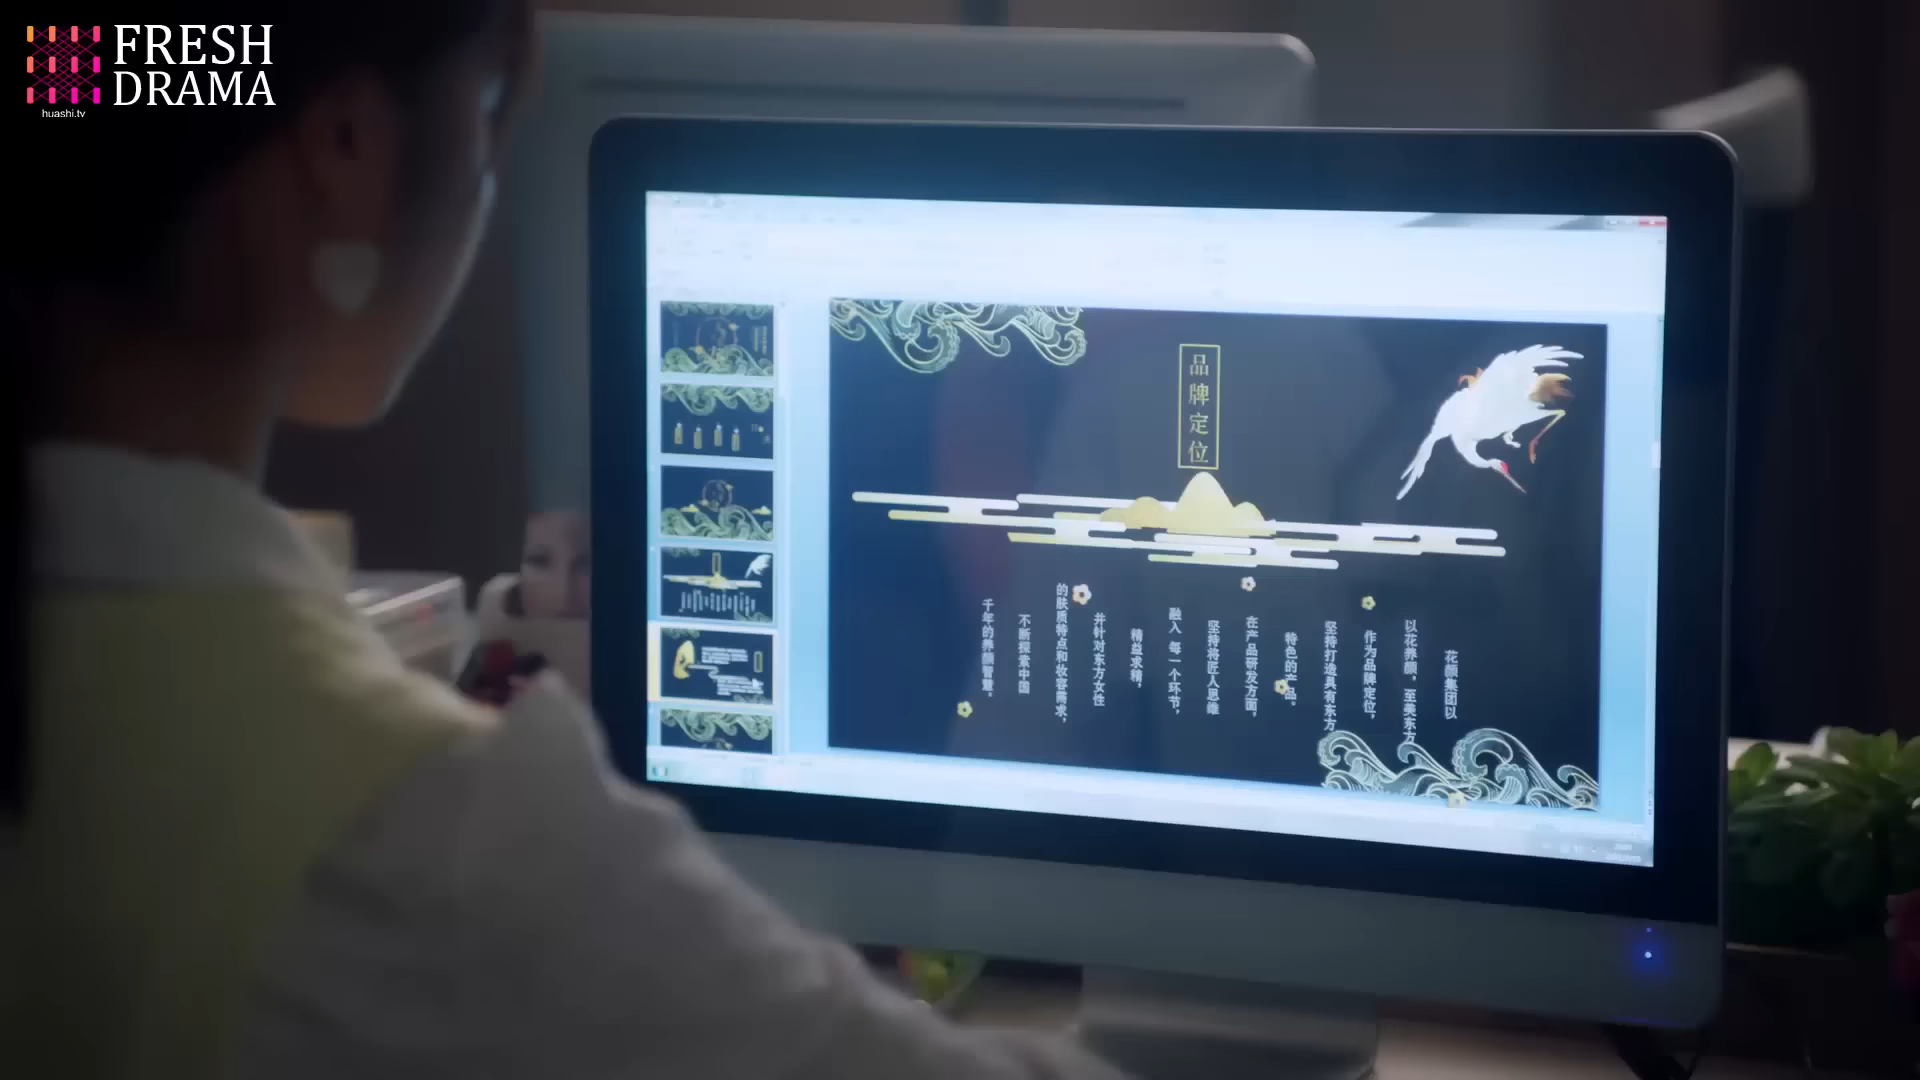 FRESH
DRAMA
huashi.tv
品牌定位
花颜集团以
以花养颜，至美东方
作为品牌定位，
坚持打造具有东方
特色的产品。
在产品研发方面，
坚持将匠人思维
融入 每一个环节，
精益求精，
并针对东方女性
的肤质特点和妆容需求，
不断探索中国
千年的养颜智慧。